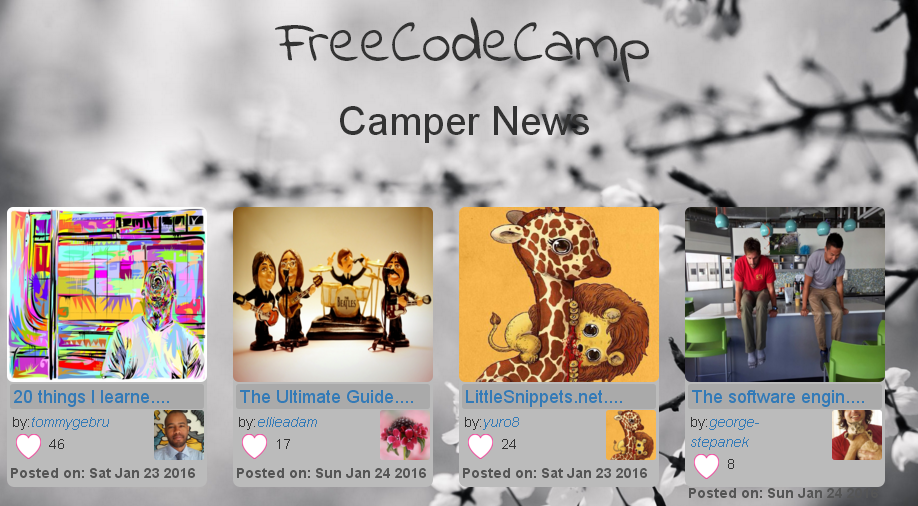 FreeCodeCamp
Camper News
THE
BEATLES
20 things I learne....
by:tommygebru
46
Posted on: Sat Jan 23 2016
The Ultimate Guide....
by:ellieadam
17
Posted on: Sun Jan 24 2016
LittleSnippets.net....
by:yuro8
24
Posted on: Sat Jan 23 2016
The software engin....
by:george-
stepanek
8
Posted on: Sun Jan 24 2016